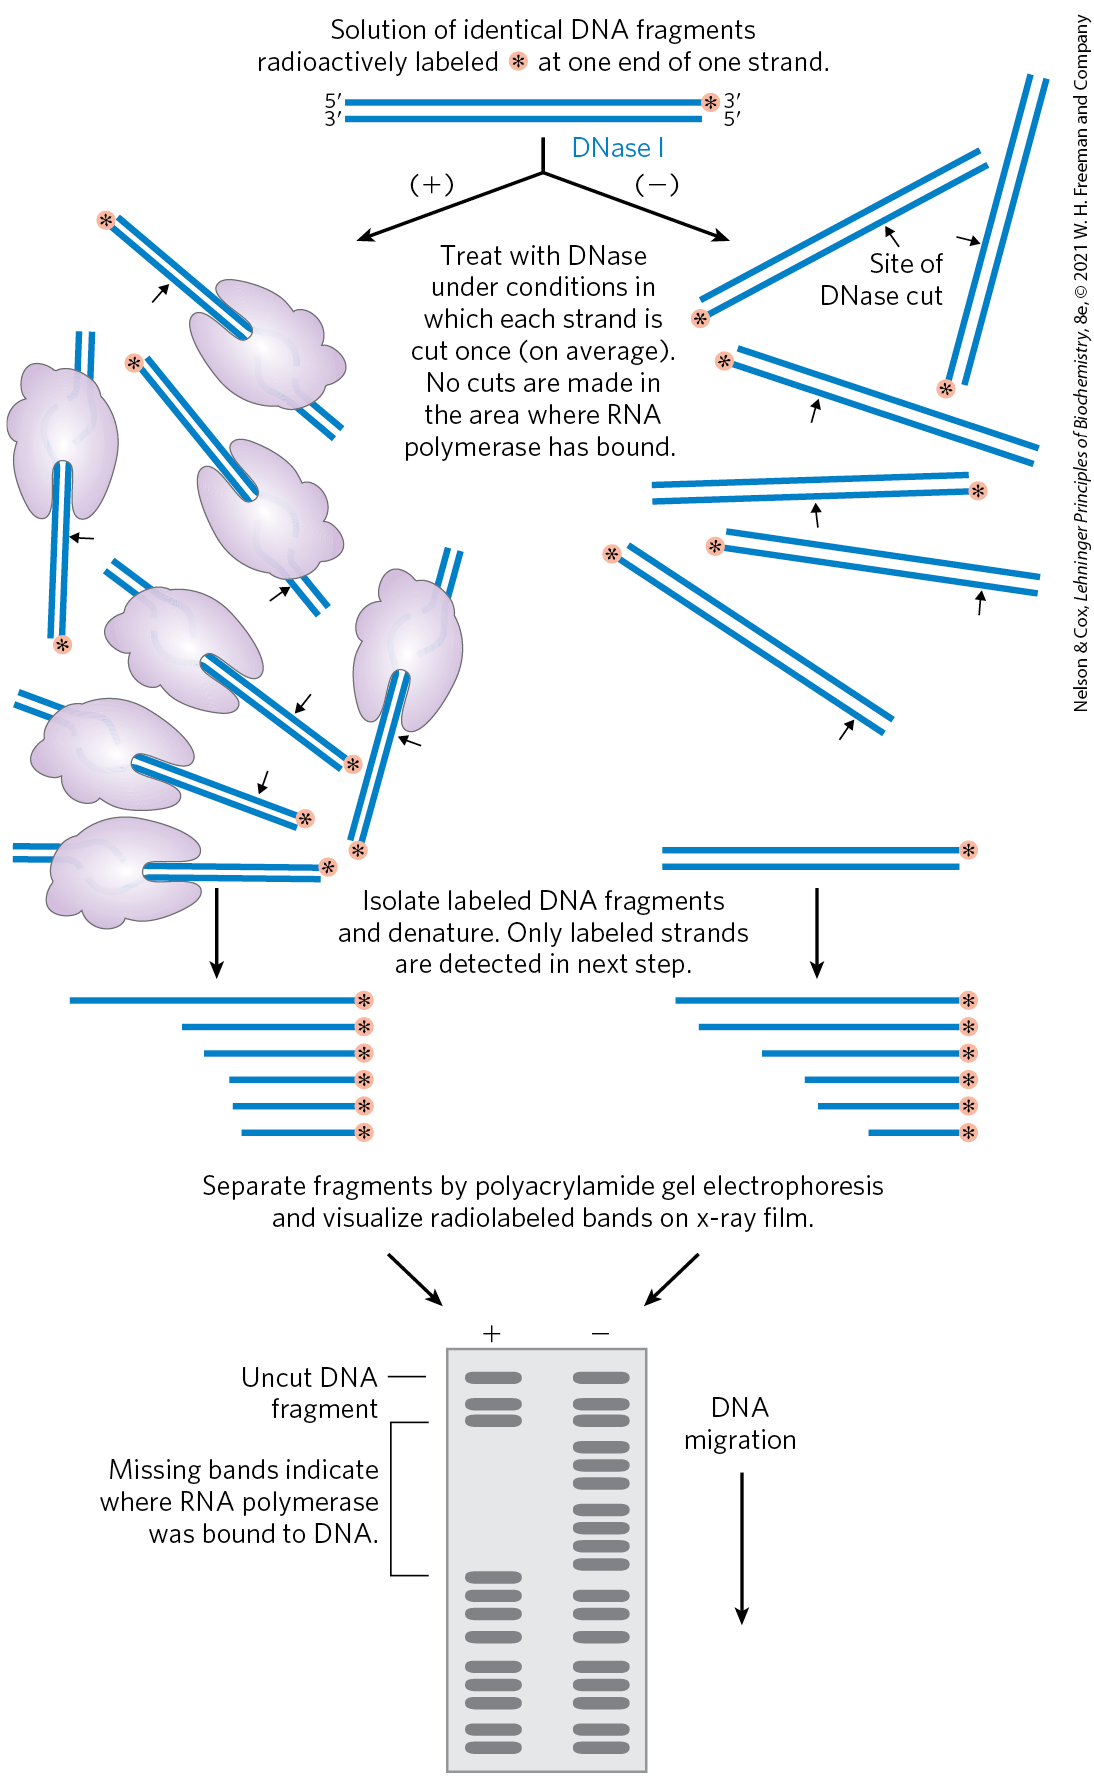 Solution of identical DNA fragments
radioactively labeled * at one end of one strand.
5′ * 3′
3′ 5′
DNase I
(+) (−)
Treat with DNase
under conditions in
which each strand is
cut once (on average).
No cuts are made in
the area where RNA
polymerase has bound.
Site of
DNase cut
Isolate labeled DNA fragments
and denature. Only labeled strands
are detected in next step.
Separate fragments by polyacrylamide gel electrophoresis
and visualize radiolabeled bands on x-ray film.
+ −
Uncut DNA
fragment
Missing bands indicate
where RNA polymerase
was bound to DNA.
DNA
migration
Nelson & Cox, Lehninger Principles of Biochemistry, 8e, © 2021 W. H. Freeman and Company